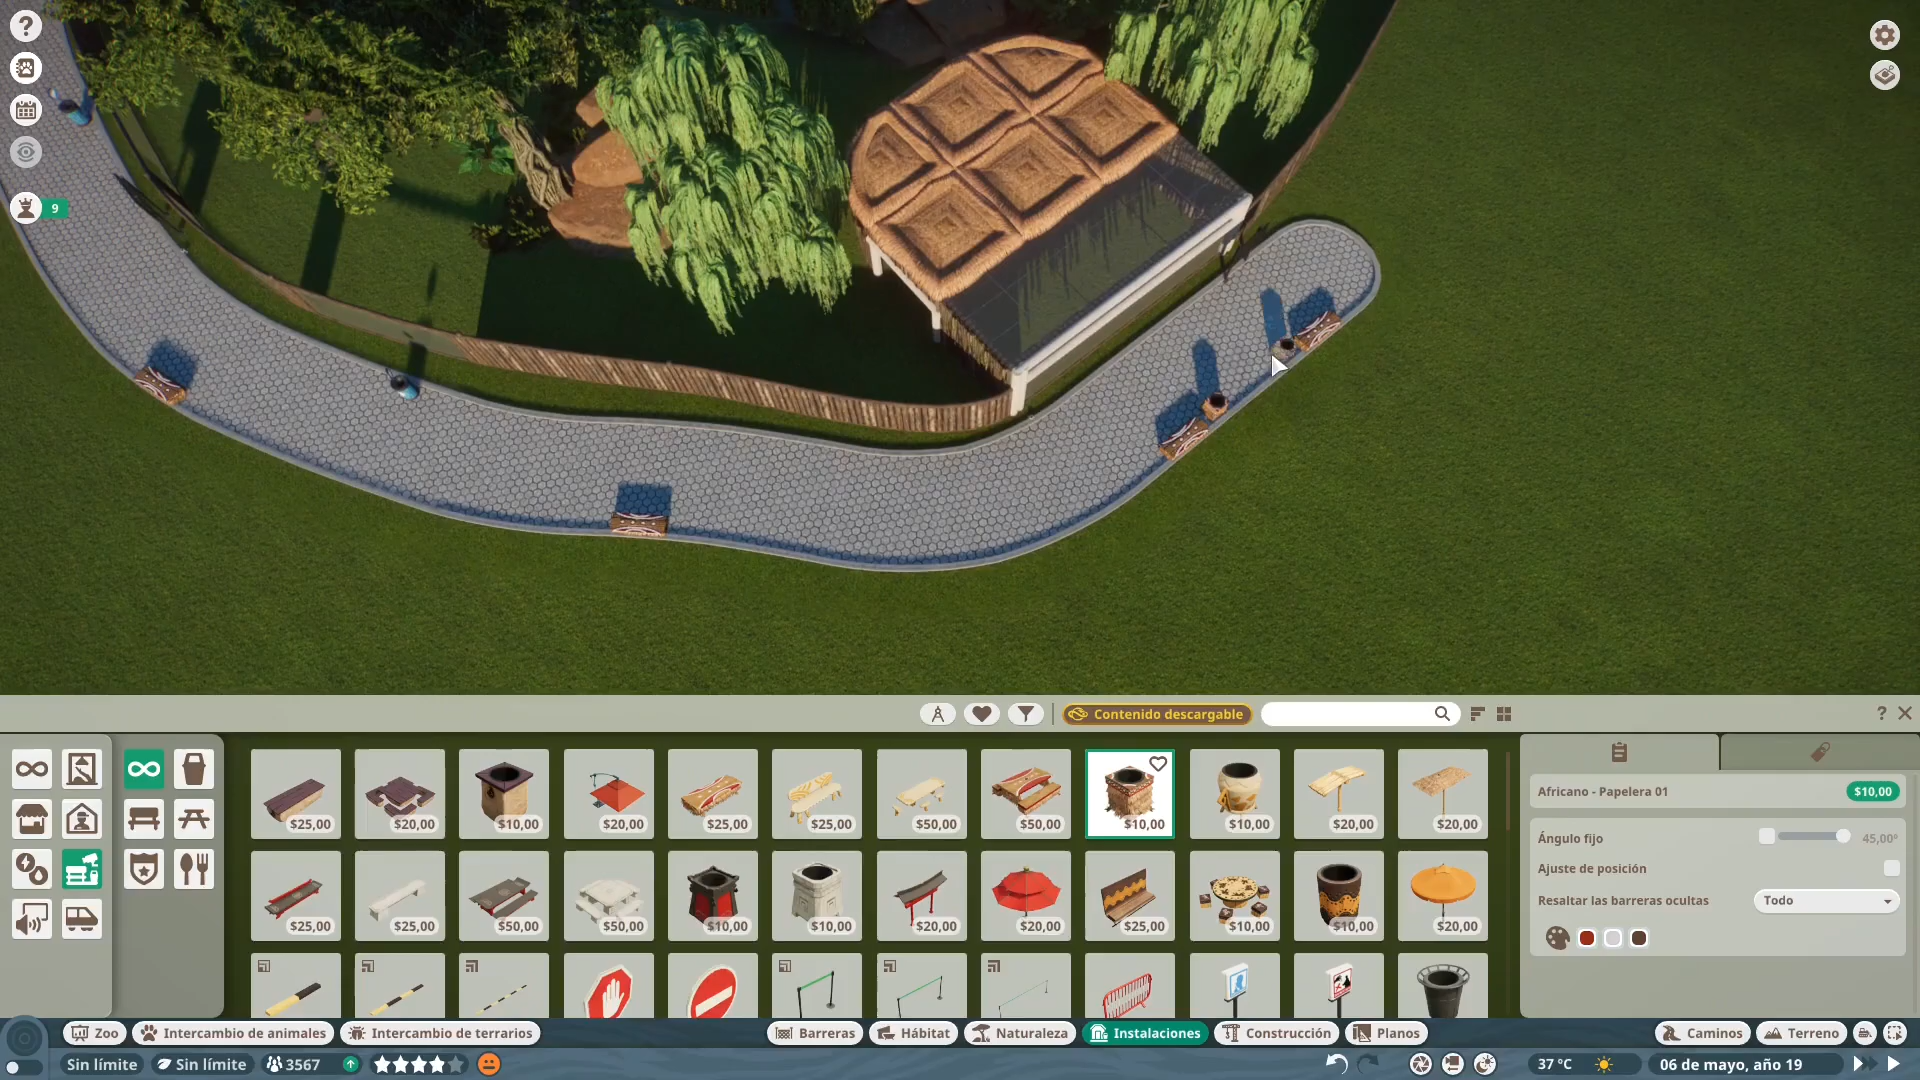 9
Contenido descargable
?
$25,00 $20,00 $10,00 $20,00 $25,00 $25,00 $50,00 $50,00 $10,00 $10,00 $20,00 $20,00
$25,00 $25,00 $50,00 $50,00 $10,00 $10,00 $20,00 $20,00 $25,00 $10,00 $10,00 $20,00
Africano - Papelera 01 $10,00
Ángulo fijo 45,00°
Ajuste de posición
Resaltar las barreras ocultas Todo
Zoo Intercambio de animales Intercambio de terrarios Barreras Hábitat Naturaleza Instalaciones Construcción Planos Caminos Terreno
Sin límite Sin límite 3567 37 °C 06 de mayo, año 19